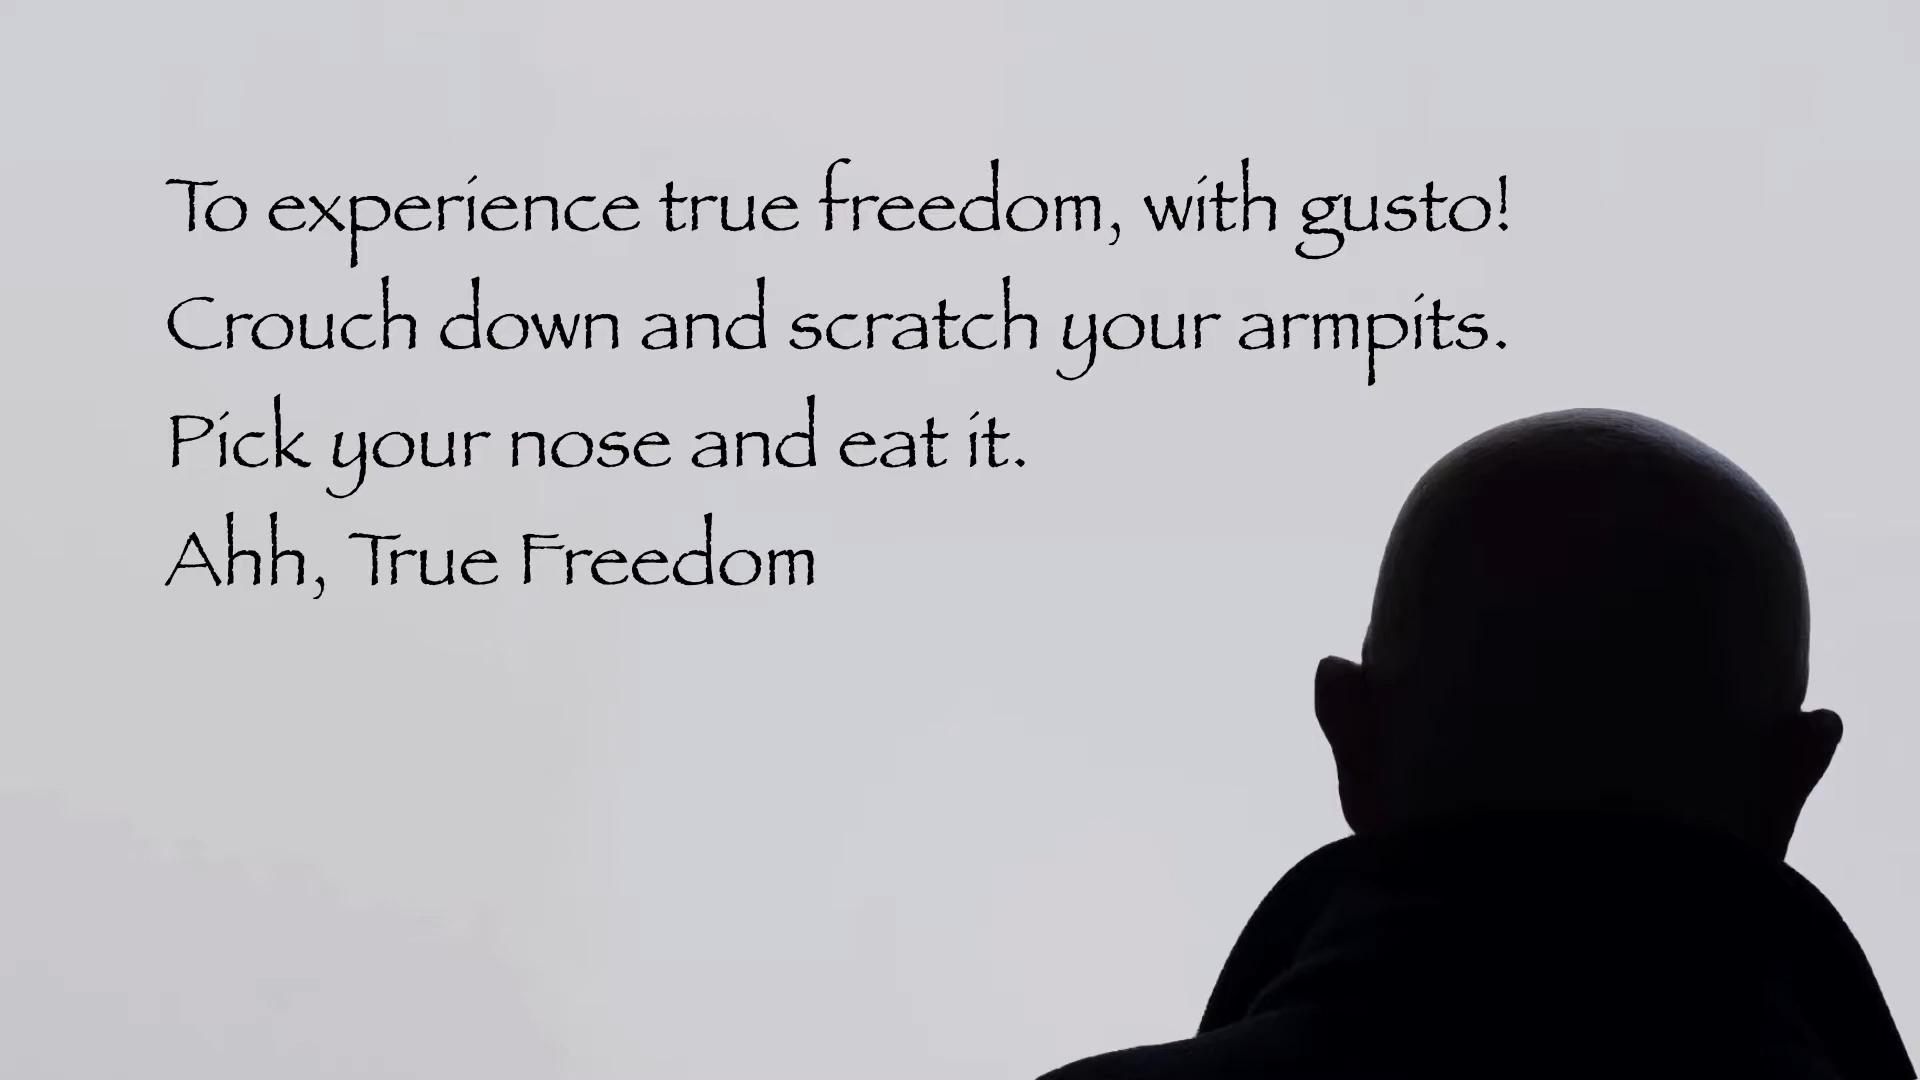 To experience true freedom, with gusto!
Crouch down and scratch your armpits.
Pick your nose and eat it.
Ahh, True Freedom